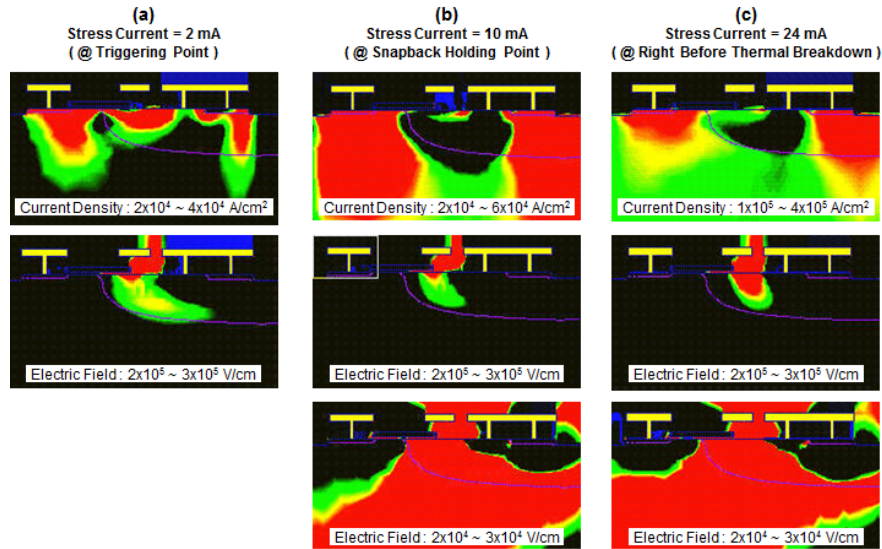 (a)
Stress Current = 2 mA
( @ Triggering Point )
(b)
Stress Current = 10 mA
( @ Snapback Holding Point )
(c)
Stress Current = 24 mA
( @ Right Before Thermal Breakdown )
Current Density : 2x10⁴ ~ 4x10⁴ A/cm²
Current Density : 2x10⁴ ~ 6x10⁴ A/cm²
Current Density : 1x10⁵ ~ 4x10⁵ A/cm²
Electric Field : 2x10⁵ ~ 3x10⁵ V/cm
Electric Field : 2x10⁵ ~ 3x10⁵ V/cm
Electric Field : 2x10⁵ ~ 3x10⁵ V/cm
Electric Field : 2x10⁴ ~ 3x10⁴ V/cm
Electric Field : 2x10⁴ ~ 3x10⁴ V/cm